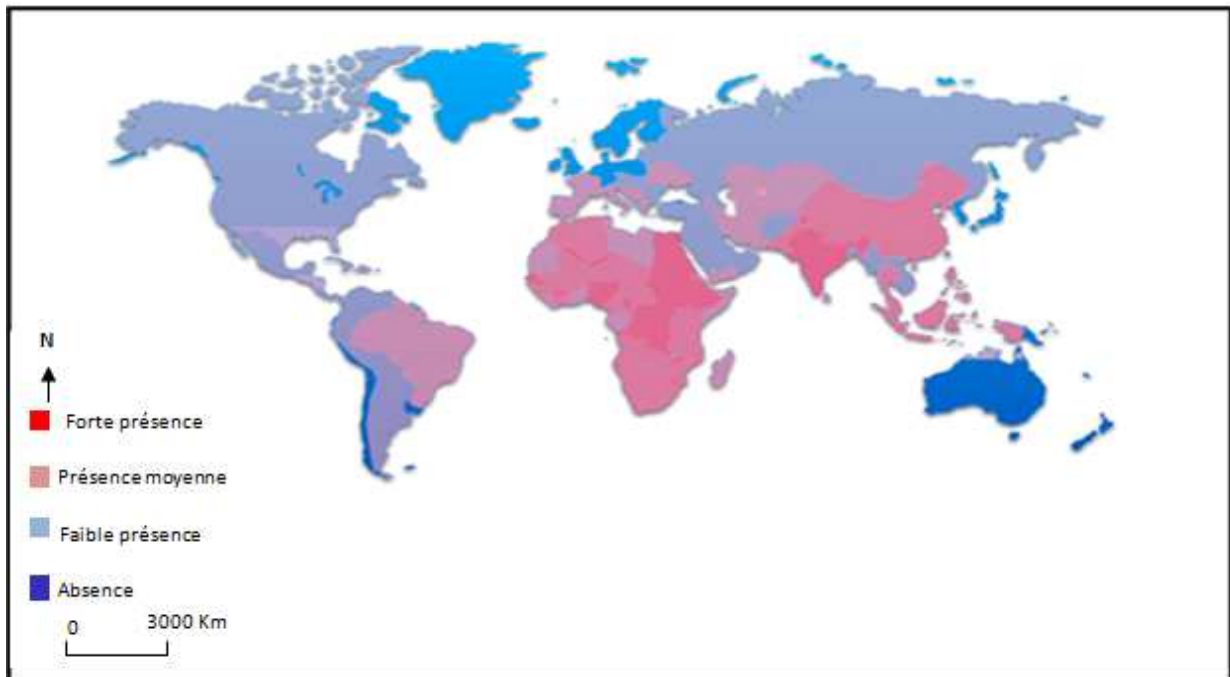 N
Forte présence
Présence moyenne
Faible présence
Absence
0 3000 Km